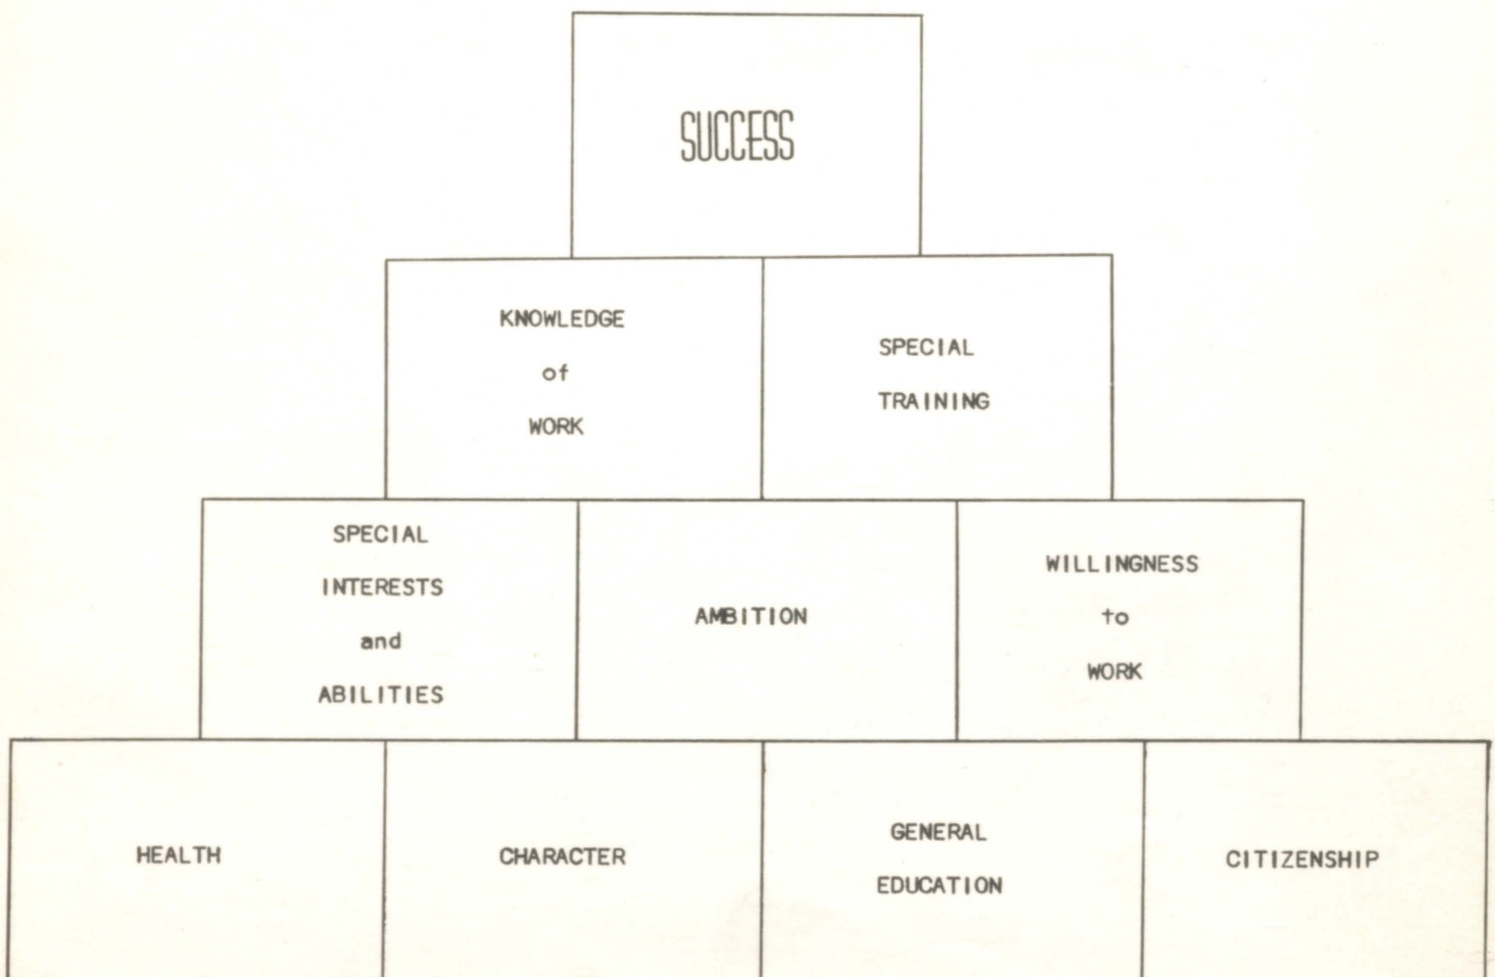 SUCCESS
KNOWLEDGE
of
WORK
SPECIAL
TRAINING
SPECIAL
INTERESTS
and
ABILITIES
AMBITION
WILLINGNESS
to
WORK
HEALTH
CHARACTER
GENERAL
EDUCATION
CITIZENSHIP